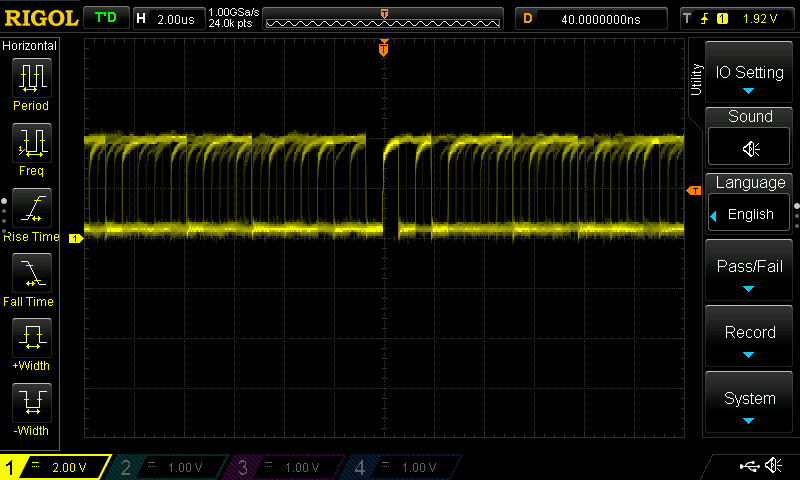 RIGOL T'D H 2.00us 1.00GSa/s D 40.0000000ns T 1 1.92 V
24.0k pts
Horizontal
T
Period
Freq
Rise Time
Fall Time
+Width
-Width
1
T
Utility
IO Setting
Sound
Language
English
Pass/Fail
Record
System
1 2.00 V 2 1.00 V 3 1.00 V 4 1.00 V